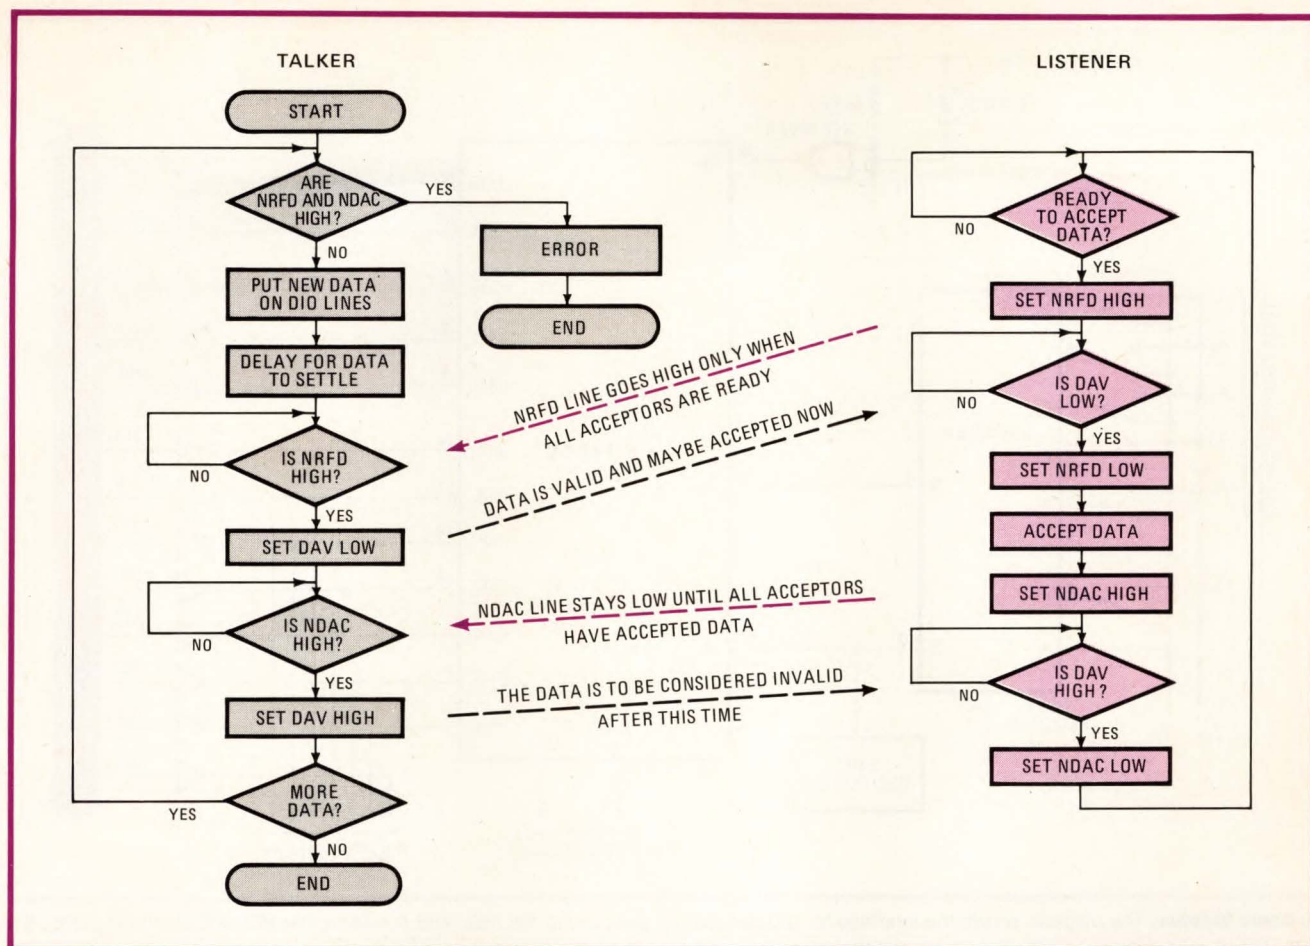 TALKER
START
ARE
NRFD AND NDAC
HIGH?
YES
NO
ERROR
END
PUT NEW DATA
ON DIO LINES
DELAY FOR DATA
TO SETTLE
IS NRFD
HIGH?
NO
YES
SET DAV LOW
IS NDAC
HIGH?
NO
YES
SET DAV HIGH
MORE
DATA?
YES
NO
END
NRFD LINE GOES HIGH ONLY WHEN
ALL ACCEPTORS ARE READY
DATA IS VALID AND MAYBE ACCEPTED NOW
NDAC LINE STAYS LOW UNTIL ALL ACCEPTORS
HAVE ACCEPTED DATA
THE DATA IS TO BE CONSIDERED INVALID
AFTER THIS TIME
LISTENER
READY
TO ACCEPT
DATA?
NO
YES
SET NRFD HIGH
IS DAV
LOW?
NO
YES
SET NRFD LOW
ACCEPT DATA
SET NDAC HIGH
IS DAV
HIGH?
NO
YES
SET NDAC LOW